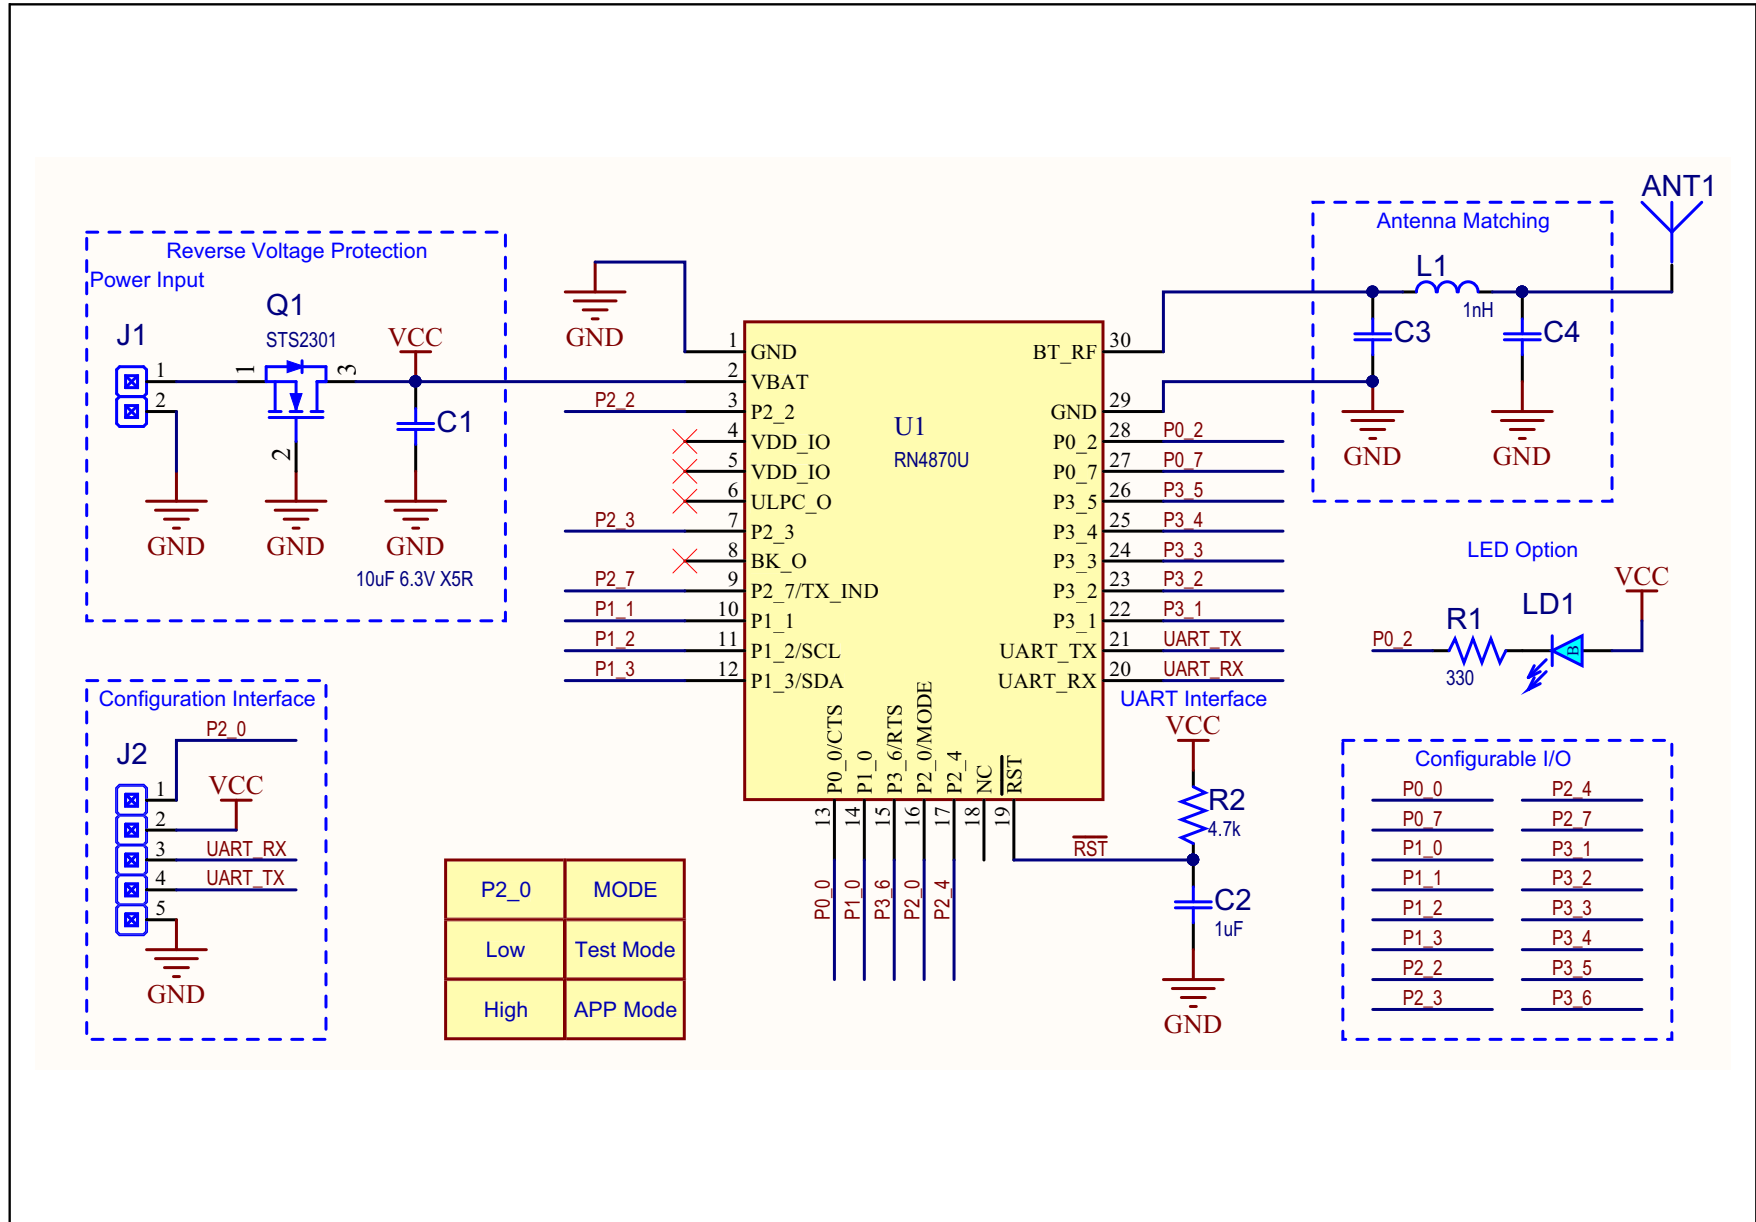 Reverse Voltage Protection
Power Input
J1
1
2
Q1
STS2301
1
3
2
VCC
C1
10uF 6.3V X5R
GND
GND
GND
GND
Configuration Interface
P2_0
J2
VCC
1
2
3
4
5
UART_RX
UART_TX
GND
P2_0 MODE
Low Test Mode
High APP Mode
U1
RN4870U
1 GND
2 VBAT
P2_2 3 P2_2
4 VDD_IO
5 VDD_IO
6 ULPC_O
P2_3 7 P2_3
8 BK_O
P2_7 9 P2_7/TX_IND
P1_1 10 P1_1
P1_2 11 P1_2/SCL
P1_3 12 P1_3/SDA
P0_0/CTS 13 P0_0
P1_0 14 P1_0
P3_6/RTS 15 P3_6
P2_0/MODE 16 P2_0
P2_4 17 P2_4
NC 18
RST 19
BT_RF 30
GND 29
P0_2 28 P0_2
P0_7 27 P0_7
P3_5 26 P3_5
P3_4 25 P3_4
P3_3 24 P3_3
P3_2 23 P3_2
P3_1 22 P3_1
UART_TX 21 UART_TX
UART_RX 20 UART_RX
UART Interface
VCC
R2
4.7k
RST
C2
1uF
GND
ANT1
Antenna Matching
L1
1nH
C3
C4
GND
GND
LED Option
VCC
LD1
B
R1
330
P0_2
Configurable I/O
P0_0 P2_4
P0_7 P2_7
P1_0 P3_1
P1_1 P3_2
P1_2 P3_3
P1_3 P3_4
P2_2 P3_5
P2_3 P3_6